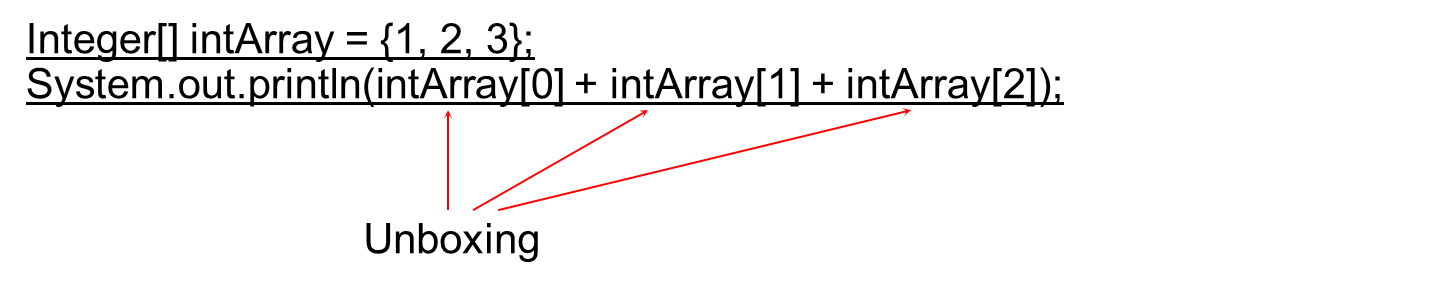 Integer[] intArray = {1, 2, 3};
System.out.println(intArray[0] + intArray[1] + intArray[2]);
Unboxing